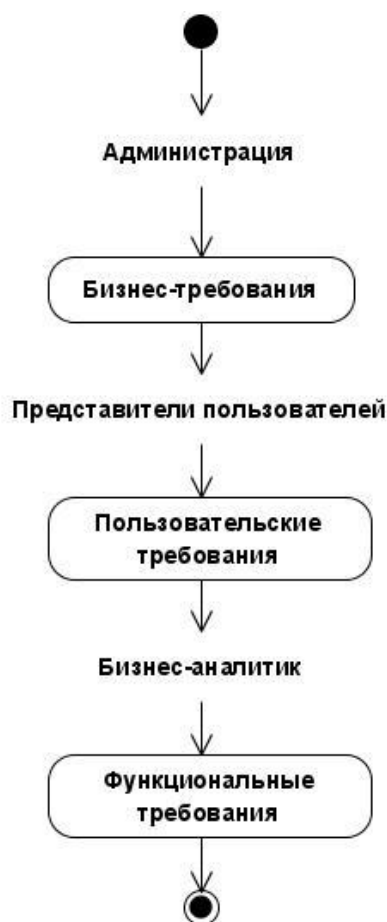 Администрация
Бизнес-требования
Представители пользователей
Пользовательские
требования
Бизнес-аналитик
Функциональные
требования